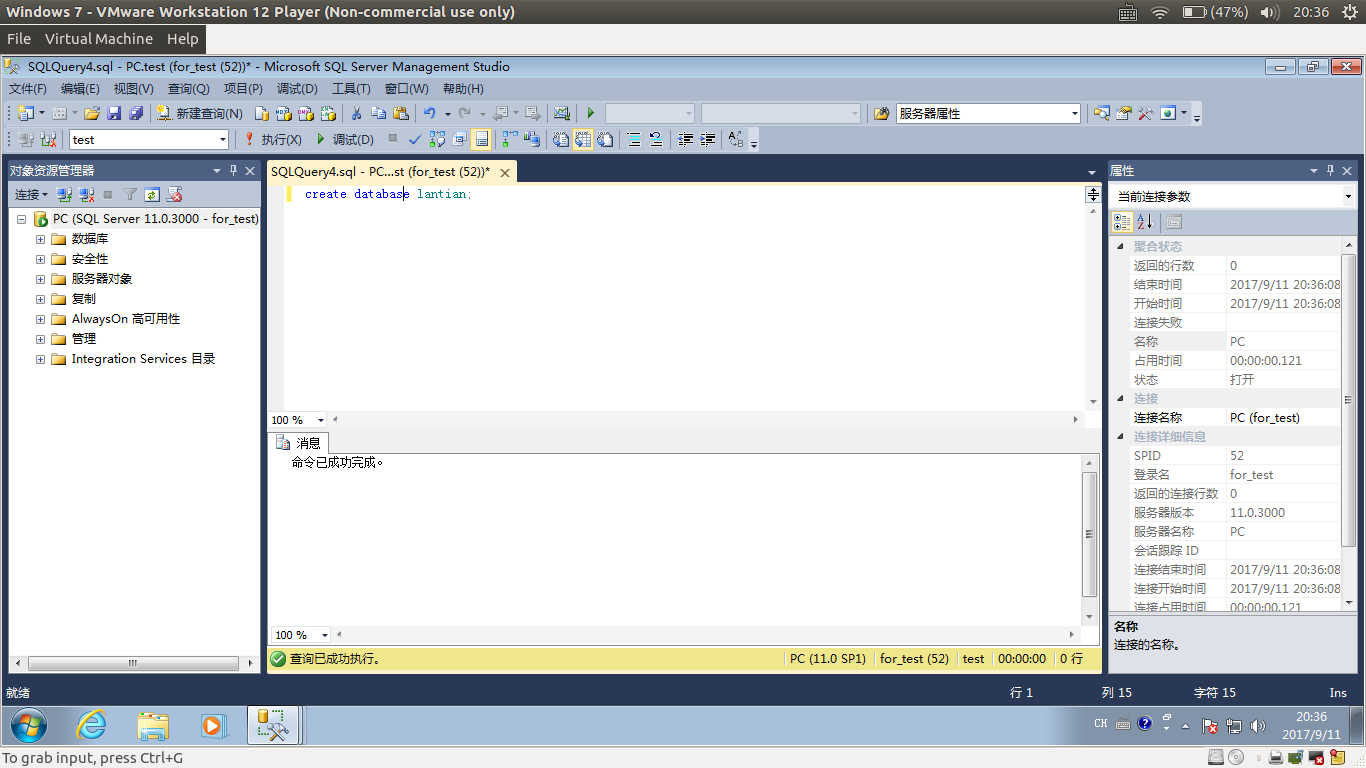 Windows 7 - VMware Workstation 12 Player (Non-commercial use only)
(47%)
20:36
File Virtual Machine Help
SQLQuery4.sql - PC.test (for_test (52))* - Microsoft SQL Server Management Studio
文件(F) 编辑(E) 视图(V) 查询(Q) 项目(P) 调试(D) 工具(T) 窗口(W) 帮助(H)
新建查询(N)
服务器属性
test
执行(X)
调试(D)
对象资源管理器
连接
PC (SQL Server 11.0.3000 - for_test)
数据库
安全性
服务器对象
复制
AlwaysOn 高可用性
管理
Integration Services 目录
SQLQuery4.sql - PC...st (for_test (52))*
create database lantian;
100 %
消息
命令已成功完成。
100 %
查询已成功执行。
PC (11.0 SP1)
for_test (52)
test
00:00:00
0 行
属性
当前连接参数
聚合状态
返回的行数 0
结束时间 2017/9/11 20:36:08
开始时间 2017/9/11 20:36:08
连接失败
名称 PC
占用时间 00:00:00.121
状态 打开
连接
连接名称 PC (for_test)
连接详细信息
SPID 52
登录名 for_test
返回的连接行数 0
服务器版本 11.0.3000
服务器名称 PC
会话跟踪 ID
连接结束时间 2017/9/11 20:36:08
连接开始时间 2017/9/11 20:36:08
连接占用时间 00:00:00.121
名称
连接的名称。
就绪
行 1
列 15
字符 15
Ins
CH
20:36
2017/9/11
To grab input, press Ctrl+G